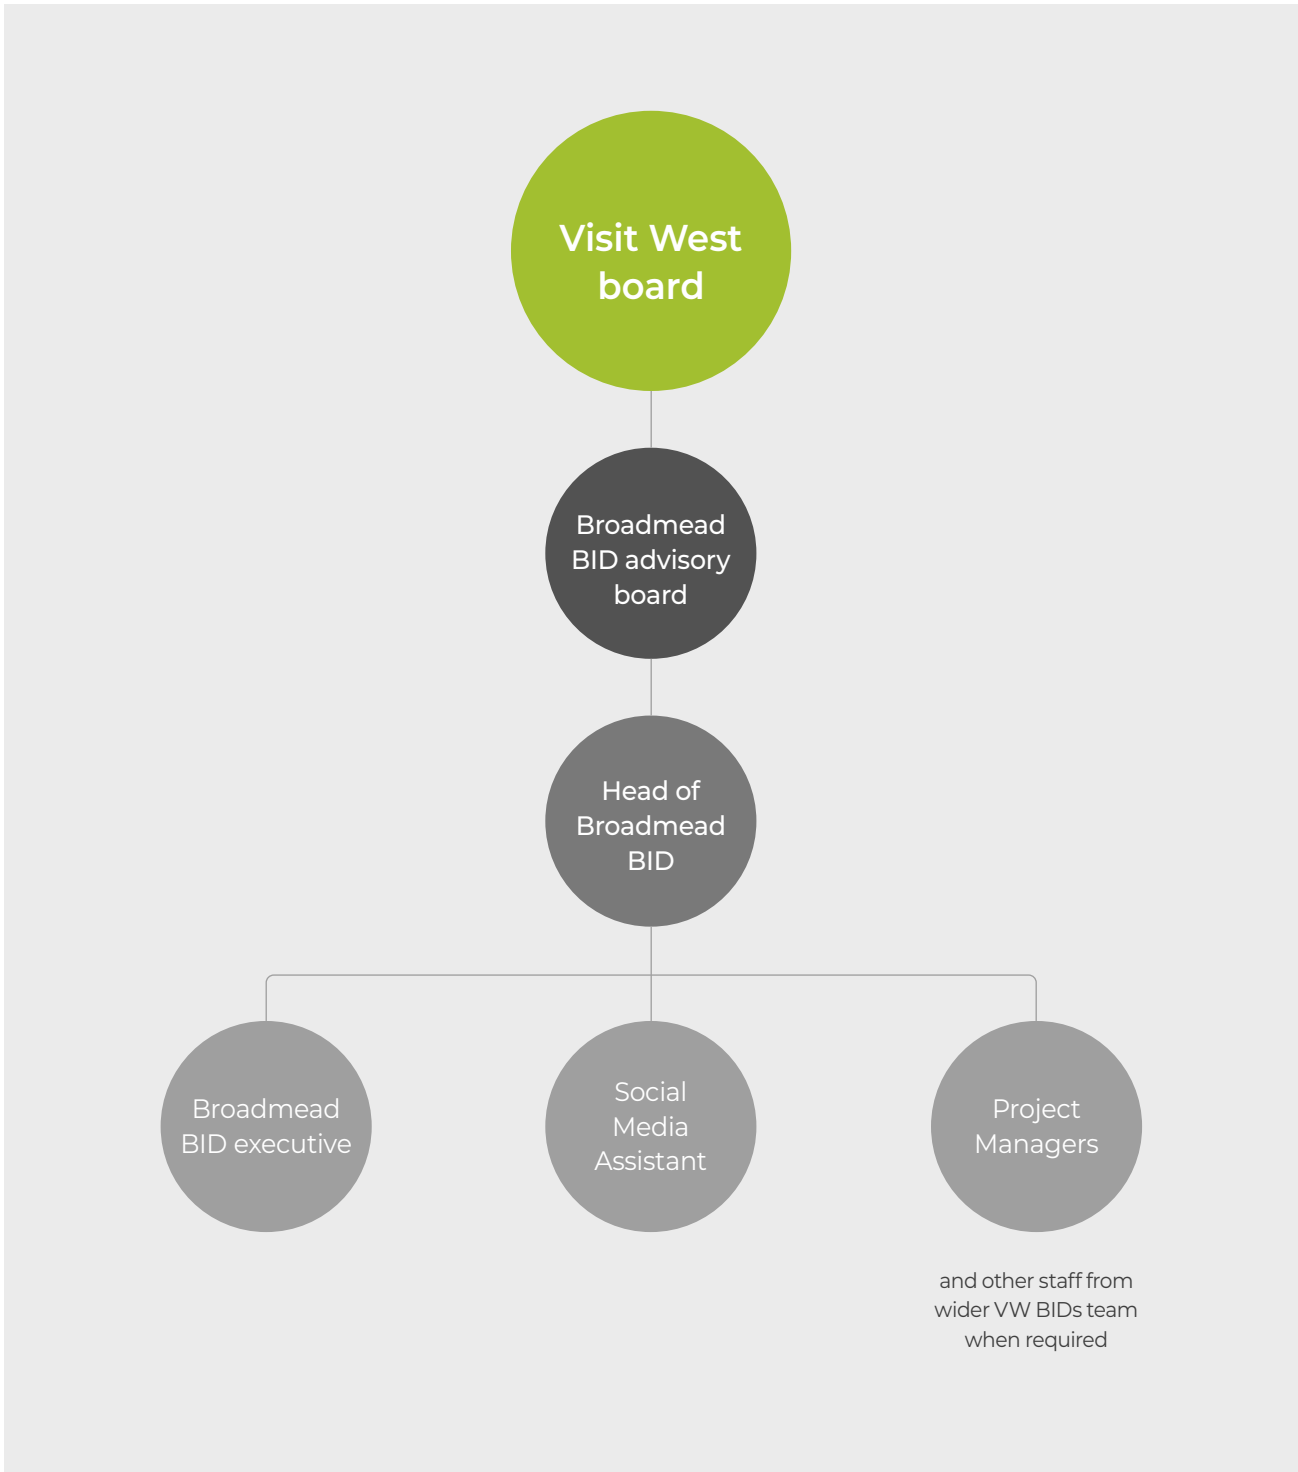 Visit West
board
Broadmead
BID advisory
board
Head of
Broadmead
BID
Broadmead
BID executive
Social
Media
Assistant
Project
Managers
and other staff from
wider VW BIDs team
when required